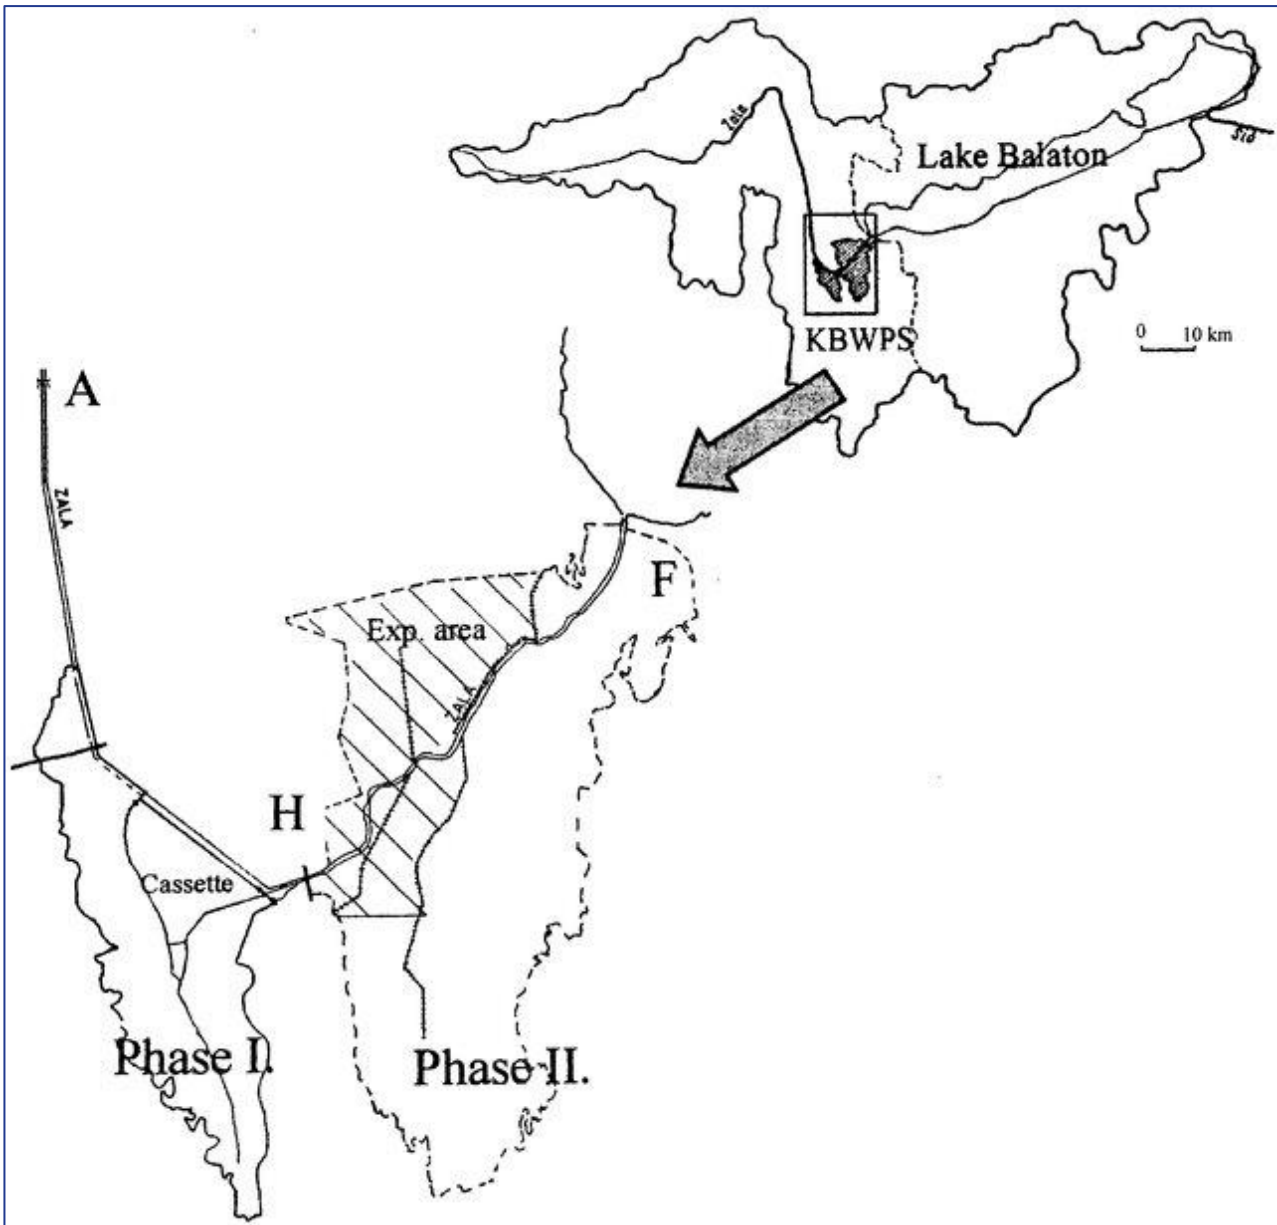 Zala
Lake Balaton
Sió
KBWPS
0 10 km
A
ZALA
F
Exp. area
ZALA
H
Cassette
Phase I.
Phase II.